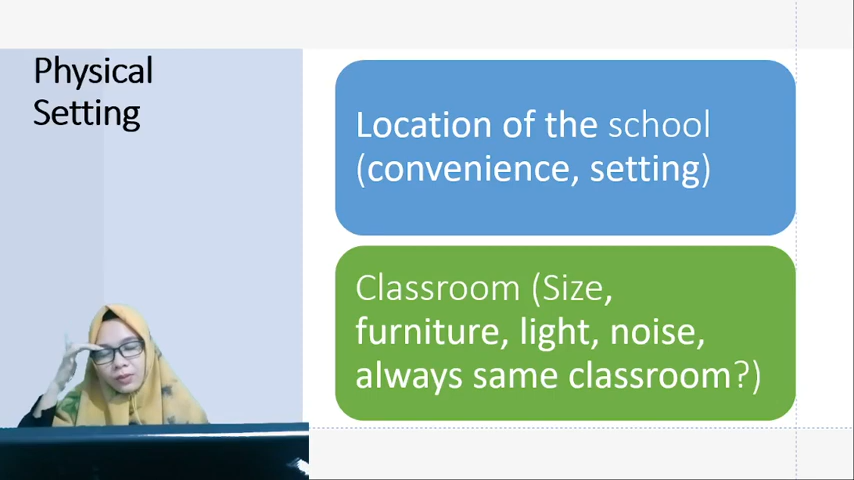 Physical
Setting
Location of the school
(convenience, setting)
Classroom (Size,
furniture, light, noise,
always same classroom?)